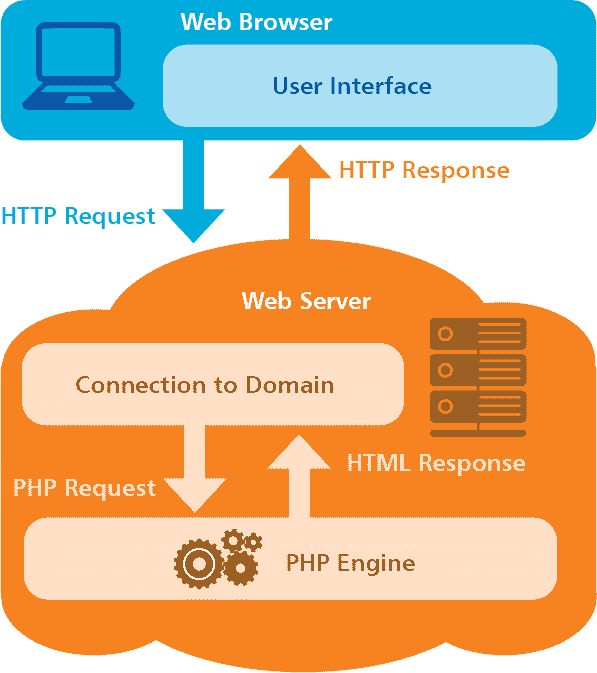 Web Browser
User Interface
HTTP Response
HTTP Request
Web Server
Connection to Domain
HTML Response
PHP Request
PHP Engine